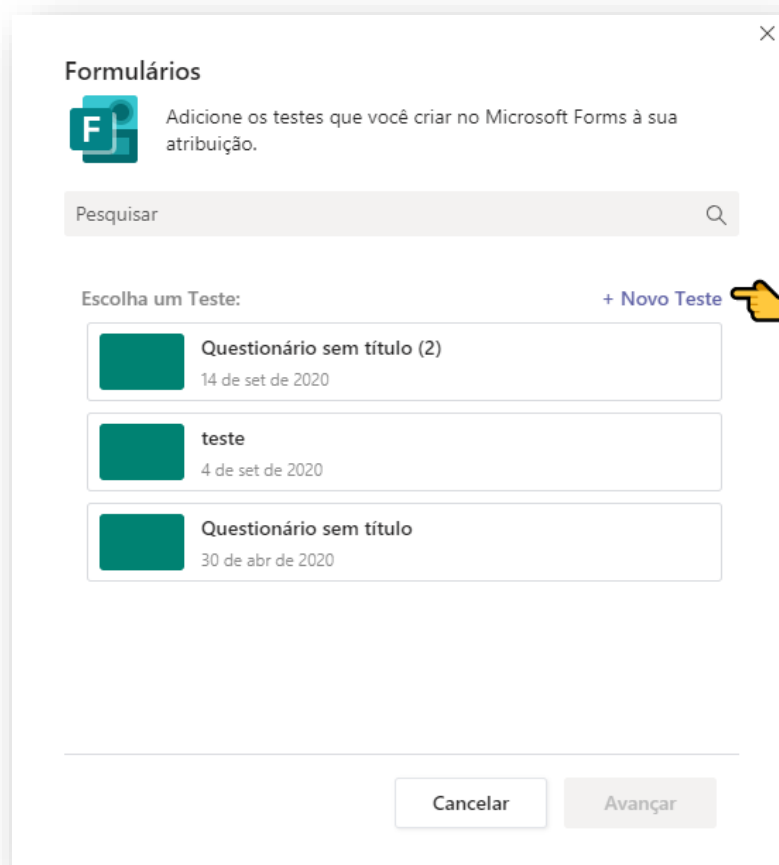 Formulários
F
Adicione os testes que você criar no Microsoft Forms à sua
atribuição.
Pesquisar
Escolha um Teste:
+ Novo Teste
Questionário sem título (2)
14 de set de 2020
teste
4 de set de 2020
Questionário sem título
30 de abr de 2020
Cancelar
Avançar